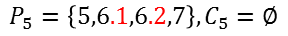 P₅ = {5,6.1,6.2,7}, C₅ = ∅